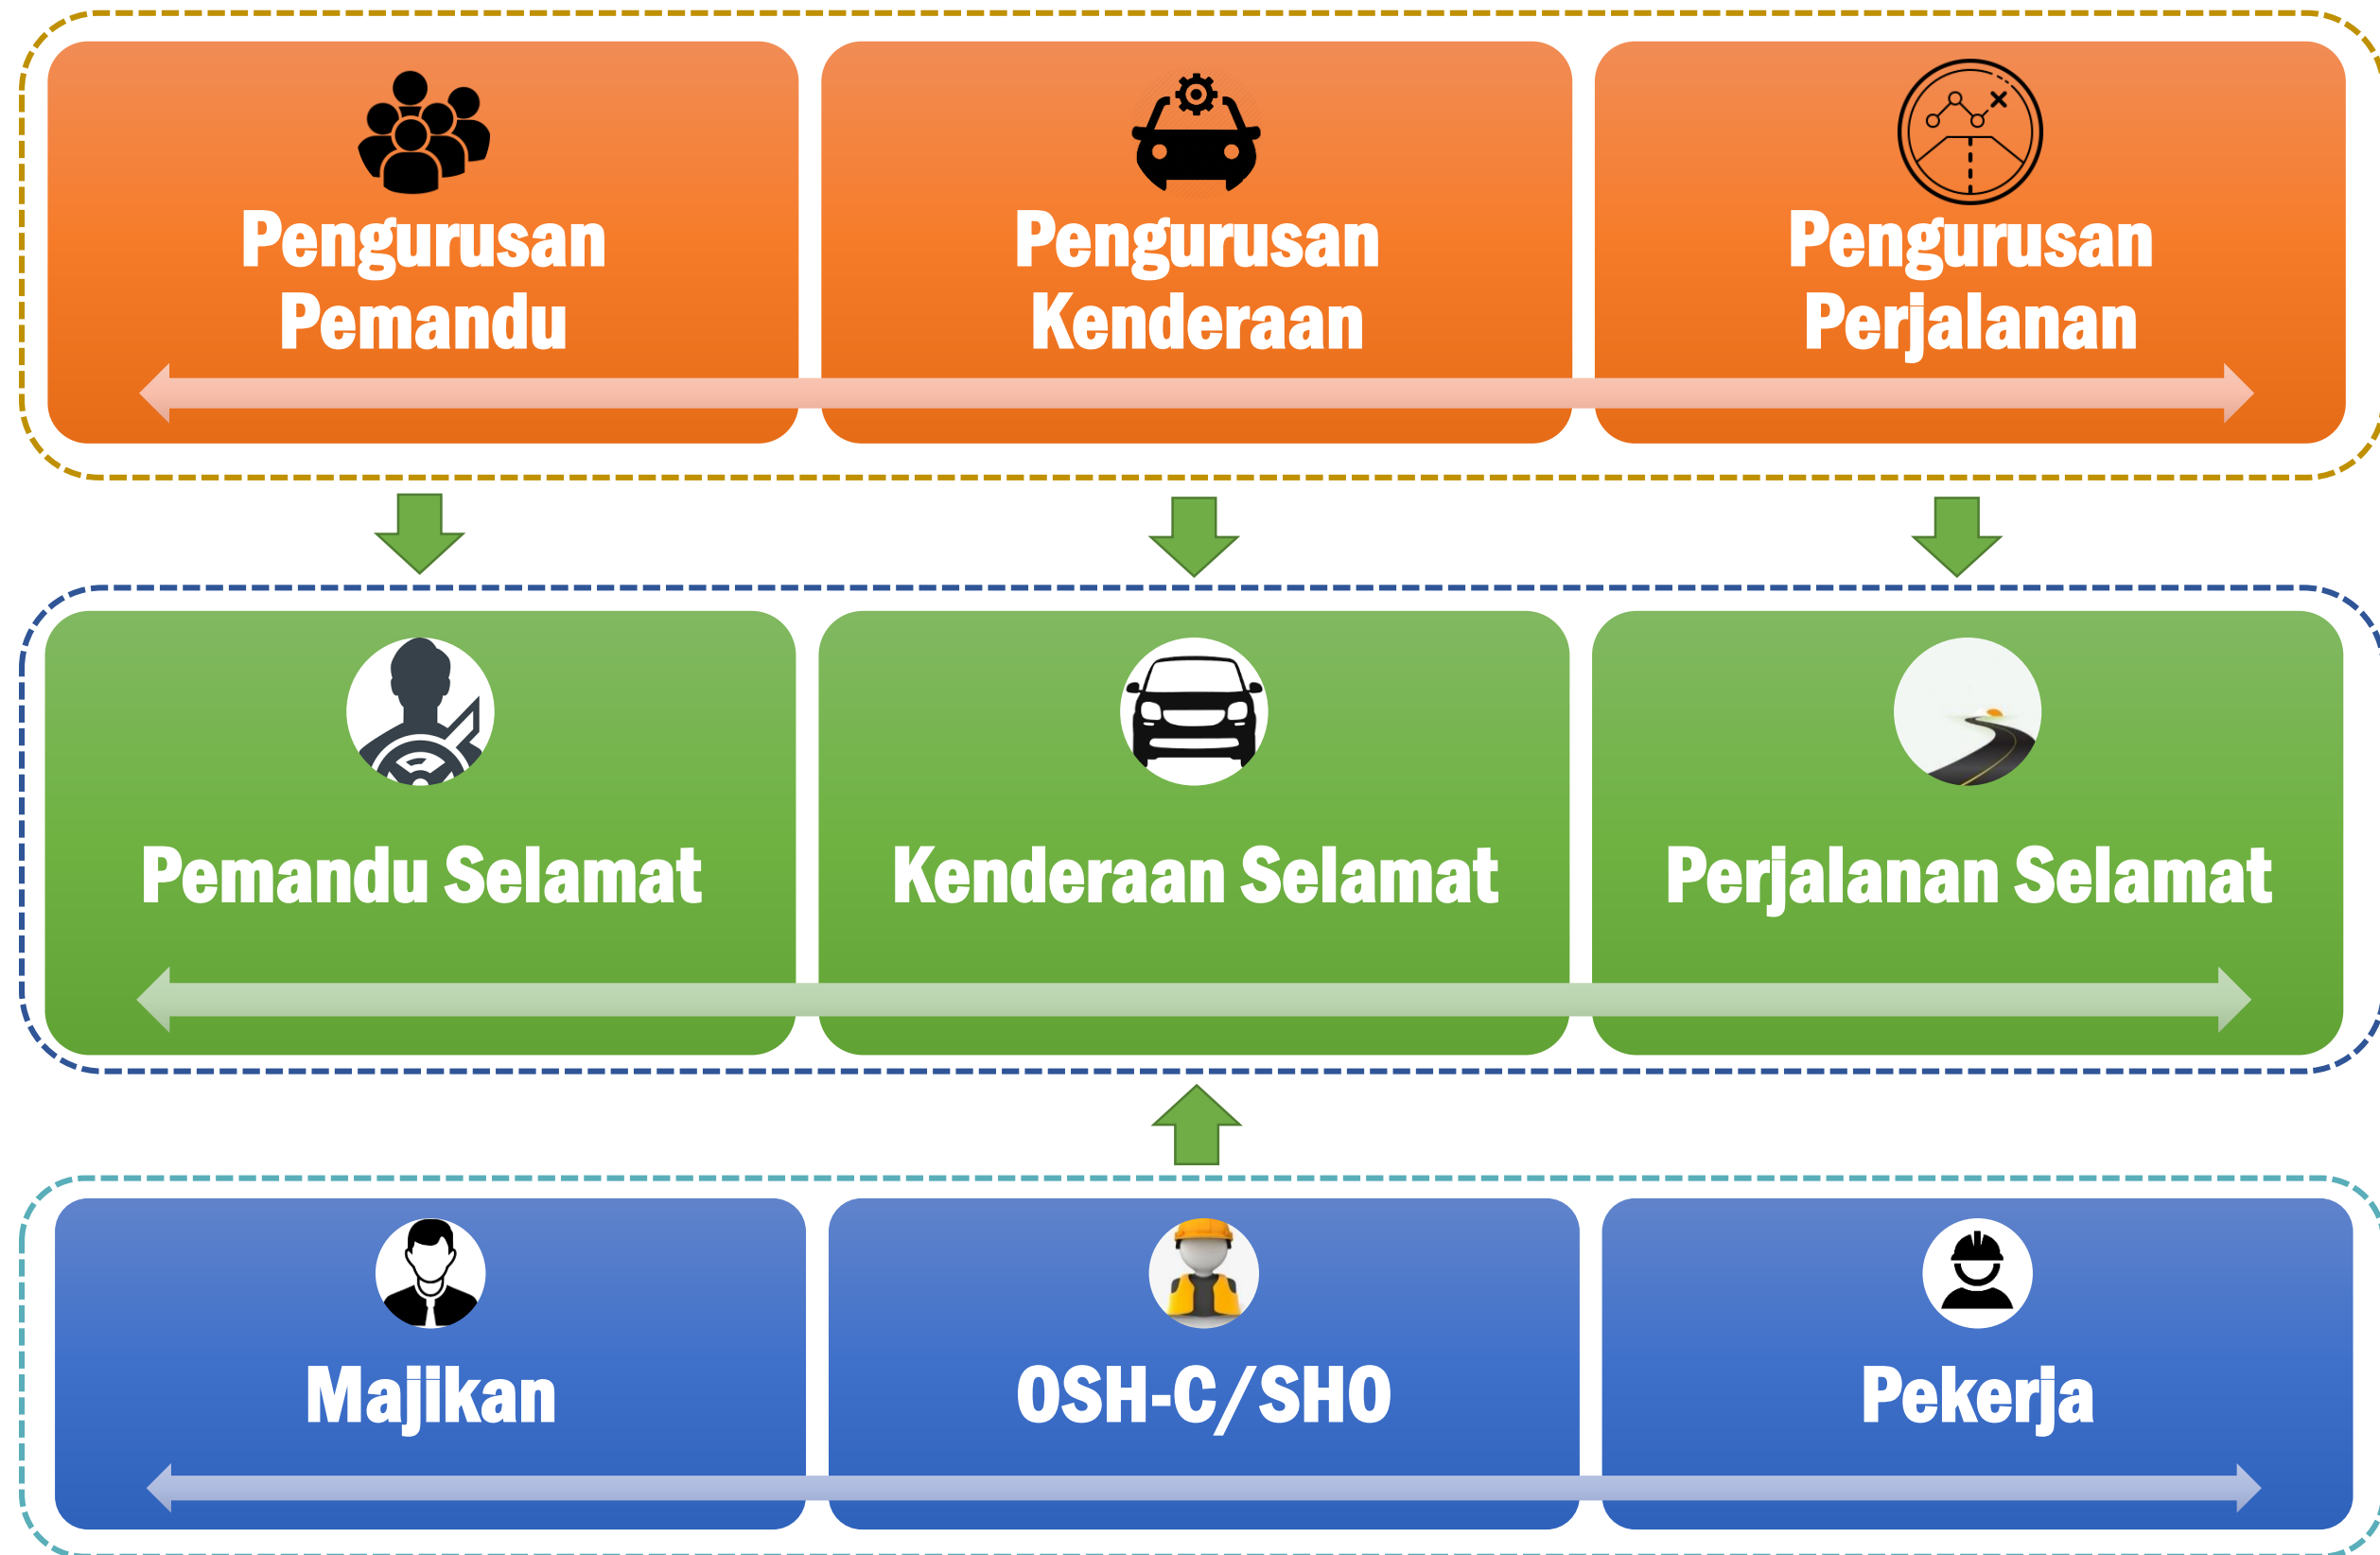 Pengurusan
Pemandu
Pengurusan
Kenderaan
Pengurusan
Perjalanan
Pemandu Selamat
Kenderaan Selamat
Perjalanan Selamat
Majikan
OSH-C/SHO
Pekerja